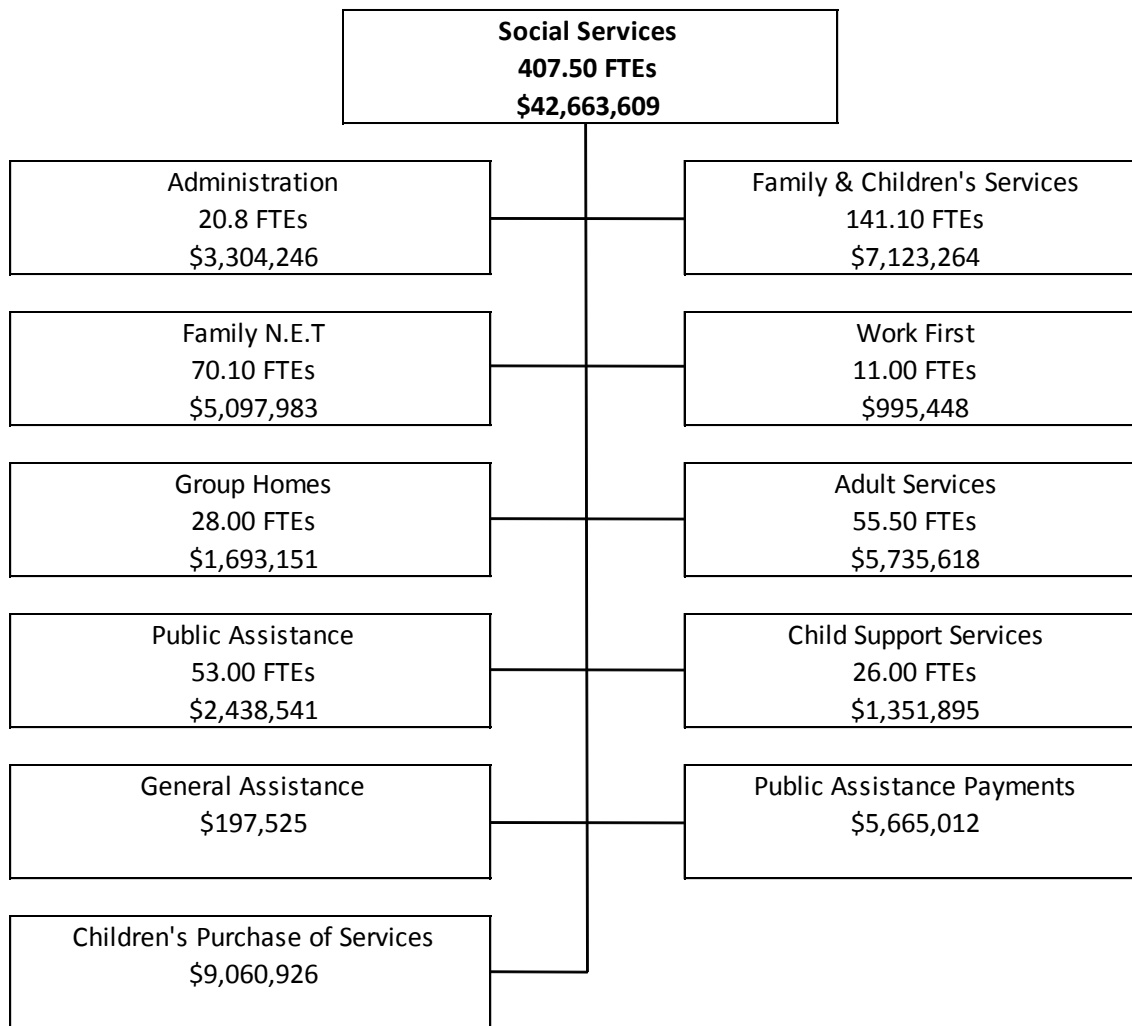 Social Services
407.50 FTEs
$42,663,609
Administration
20.8 FTEs
$3,304,246
Family & Children's Services
141.10 FTEs
$7,123,264
Family N.E.T
70.10 FTEs
$5,097,983
Work First
11.00 FTEs
$995,448
Group Homes
28.00 FTEs
$1,693,151
Adult Services
55.50 FTEs
$5,735,618
Public Assistance
53.00 FTEs
$2,438,541
Child Support Services
26.00 FTEs
$1,351,895
General Assistance
$197,525
Public Assistance Payments
$5,665,012
Children's Purchase of Services
$9,060,926